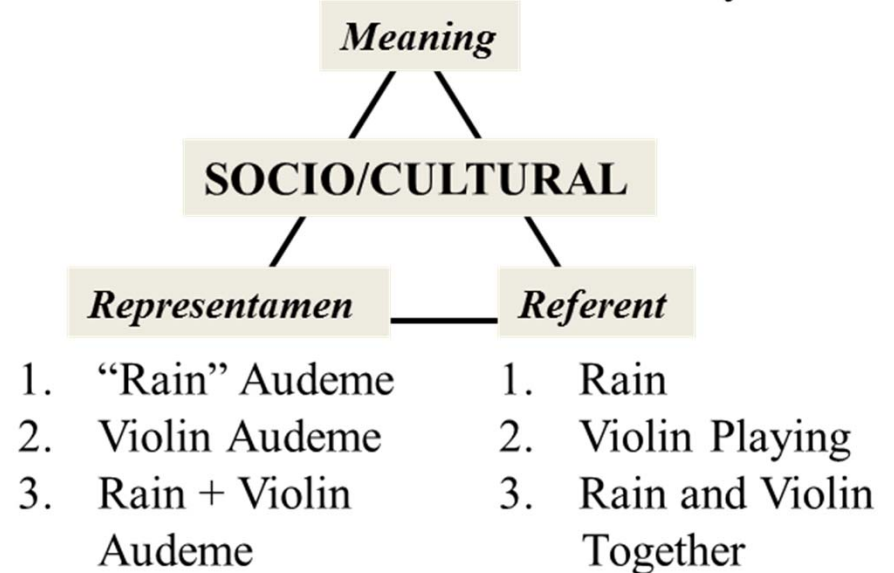 Meaning
SOCIO/CULTURAL
Representamen
Referent
1. “Rain” Audeme
2. Violin Audeme
3. Rain + Violin
Audeme
1. Rain
2. Violin Playing
3. Rain and Violin
Together